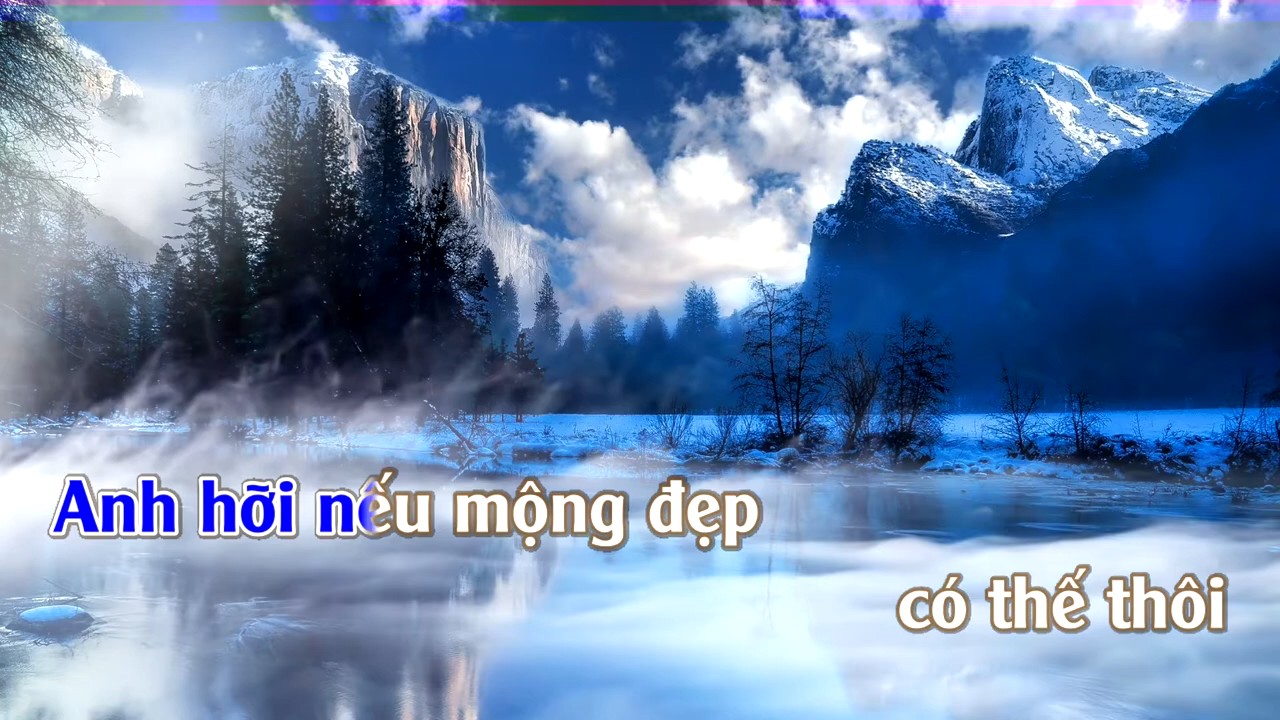 Anh hỡi nếu mộng đẹp
có thế thôi